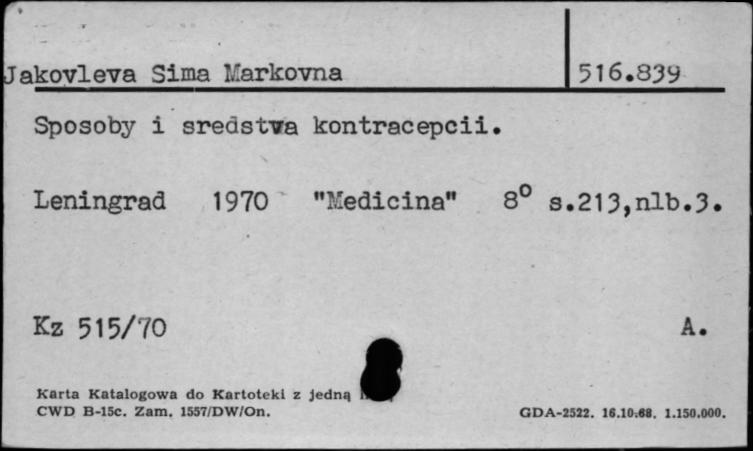 Jakovleva Sima Markovna 516.839
Sposoby i sredstva kontracepcii.
Leningrad 1970 "Medicina" 8° s.213,nlb.3.
Kz 515/70 A.
Karta Katalogowa do Kartoteki z jedną
CWD B-15c. Zam. 1557/DW/On. GDA-2522. 16.10.68. 1.150.000.